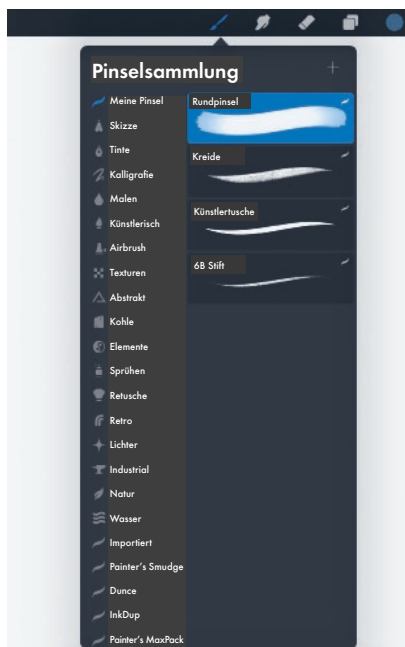 Pinselsammlung
Meine Pinsel
Skizze
Tinte
Kalligrafie
Malen
Künstlerisch
Airbrush
Texturen
Abstrakt
Kohle
Elemente
Sprühen
Retusche
Retro
Lichter
Industrial
Natur
Wasser
Importiert
Painter's Smudge
Dunce
InkDup
Painter's MaxPack
Rundpinsel
Kreide
Künstlertusche
6B Stift